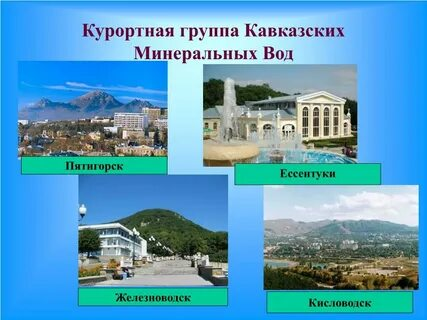 Курортная группа Кавказских
Минеральных Вод
Пятигорск
Ессентуки
Железноводск
Кисловодск